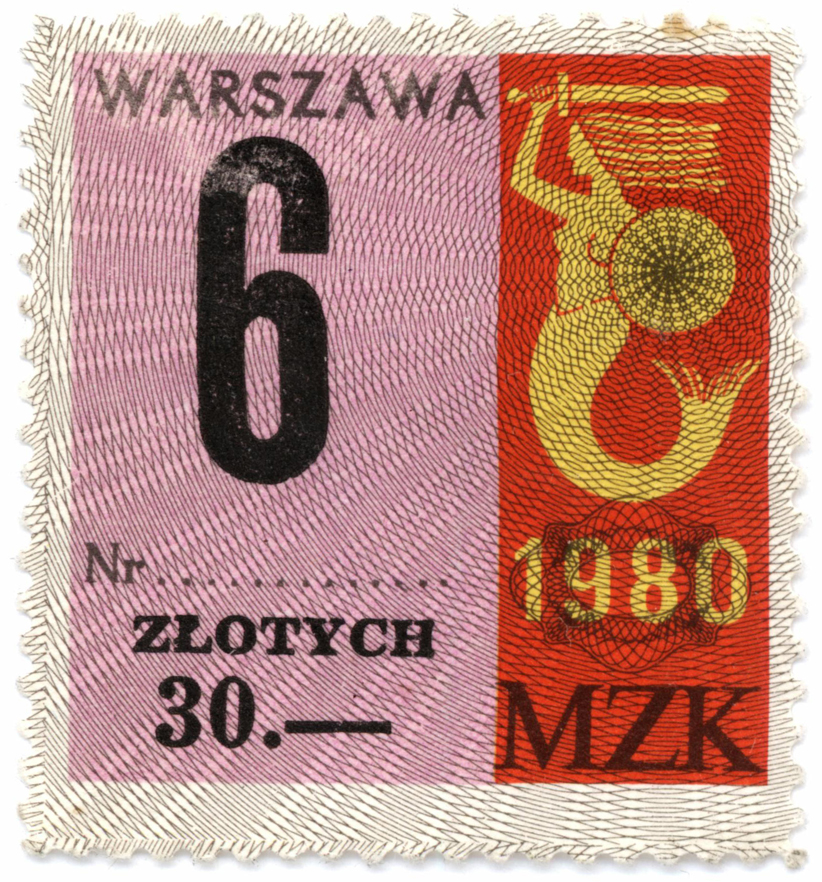 WARSZAWA
6
Nr....................
ZŁOTYCH
30.—
1980
MZK